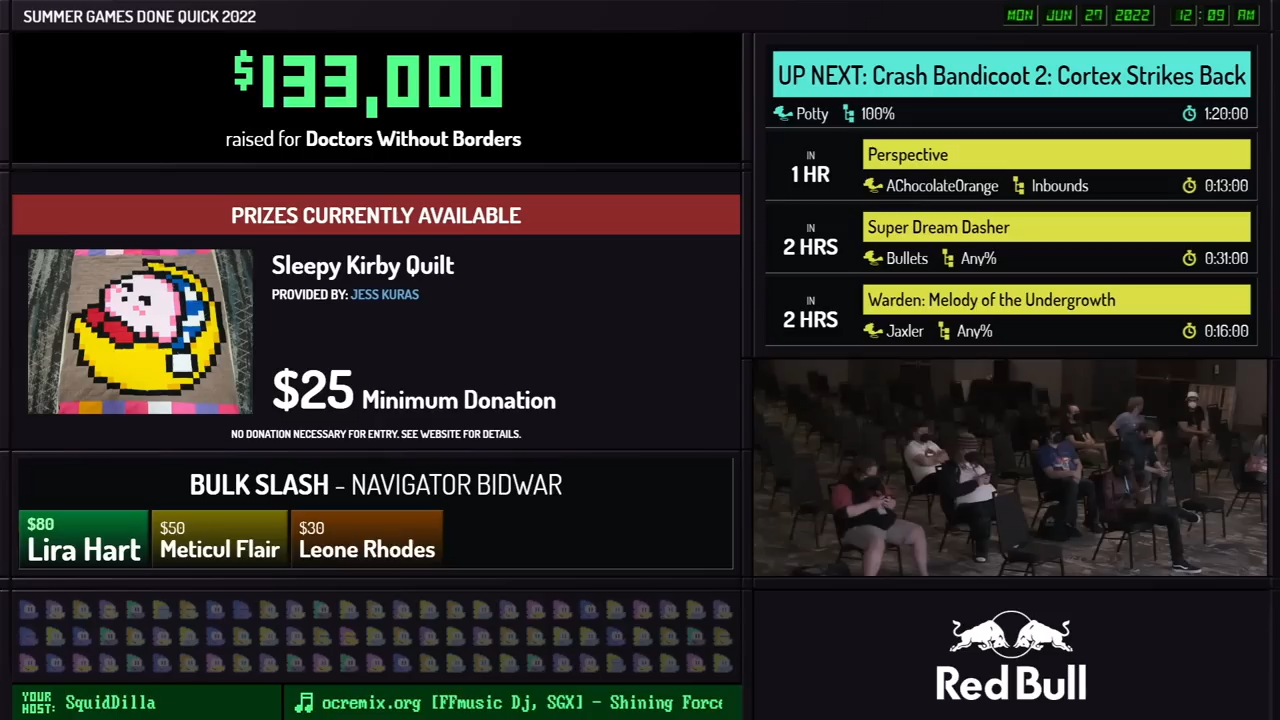 SUMMER GAMES DONE QUICK 2022
MON JUN 27 2022 12:09 AM
$133,000
raised for Doctors Without Borders
PRIZES CURRENTLY AVAILABLE
Sleepy Kirby Quilt
PROVIDED BY: JESS KURAS
$25 Minimum Donation
NO DONATION NECESSARY FOR ENTRY. SEE WEBSITE FOR DETAILS.
BULK SLASH - NAVIGATOR BIDWAR
$80
Lira Hart
$50
Meticul Flair
$30
Leone Rhodes
YOUR HOST: SquidDilla
ocremix.org [FFmusic Dj, SGX] - Shining Force
UP NEXT: Crash Bandicoot 2: Cortex Strikes Back
Potty 100% 1:20:00
IN 1 HR
Perspective
AChocolateOrange Inbounds 0:13:00
IN 2 HRS
Super Dream Dasher
Bullets Any% 0:31:00
IN 2 HRS
Warden: Melody of the Undergrowth
Jaxler Any% 0:16:00
Red Bull